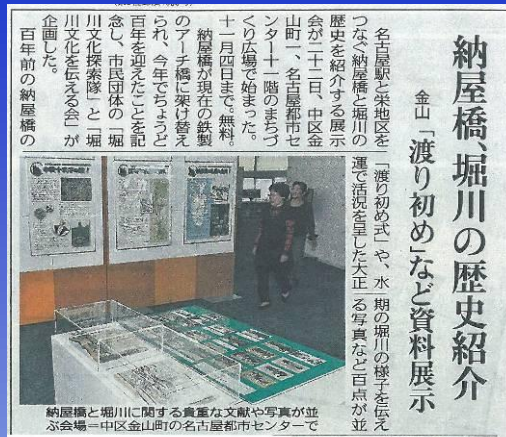 納屋橋、堀川の歴史紹介
金山「渡り初め」など資料展示
名古屋駅と栄地区を
つなぐ納屋橋と堀川の
歴史を紹介する展示
会が二十二日、中区金
山町一、名古屋都市セ
ンター十一階のまちづ
くり広場で始まった。
十一月四日まで。無料。
納屋橋が現在の鉄製
のアーチ橋に架け替え
られ、今年でちょうど
百年を迎えたことを記
念し、市民団体の「堀
川文化探索隊」と「堀
川文化を伝える会」が
企画した。
百年前の納屋橋の
「渡り初め式」や、水
運で活況を呈した大正
期の堀川の様子を伝え
る写真など百点が並
納屋橋と堀川に関する貴重な文献や写真が並
ぶ会場＝中区金山町の名古屋都市センターで